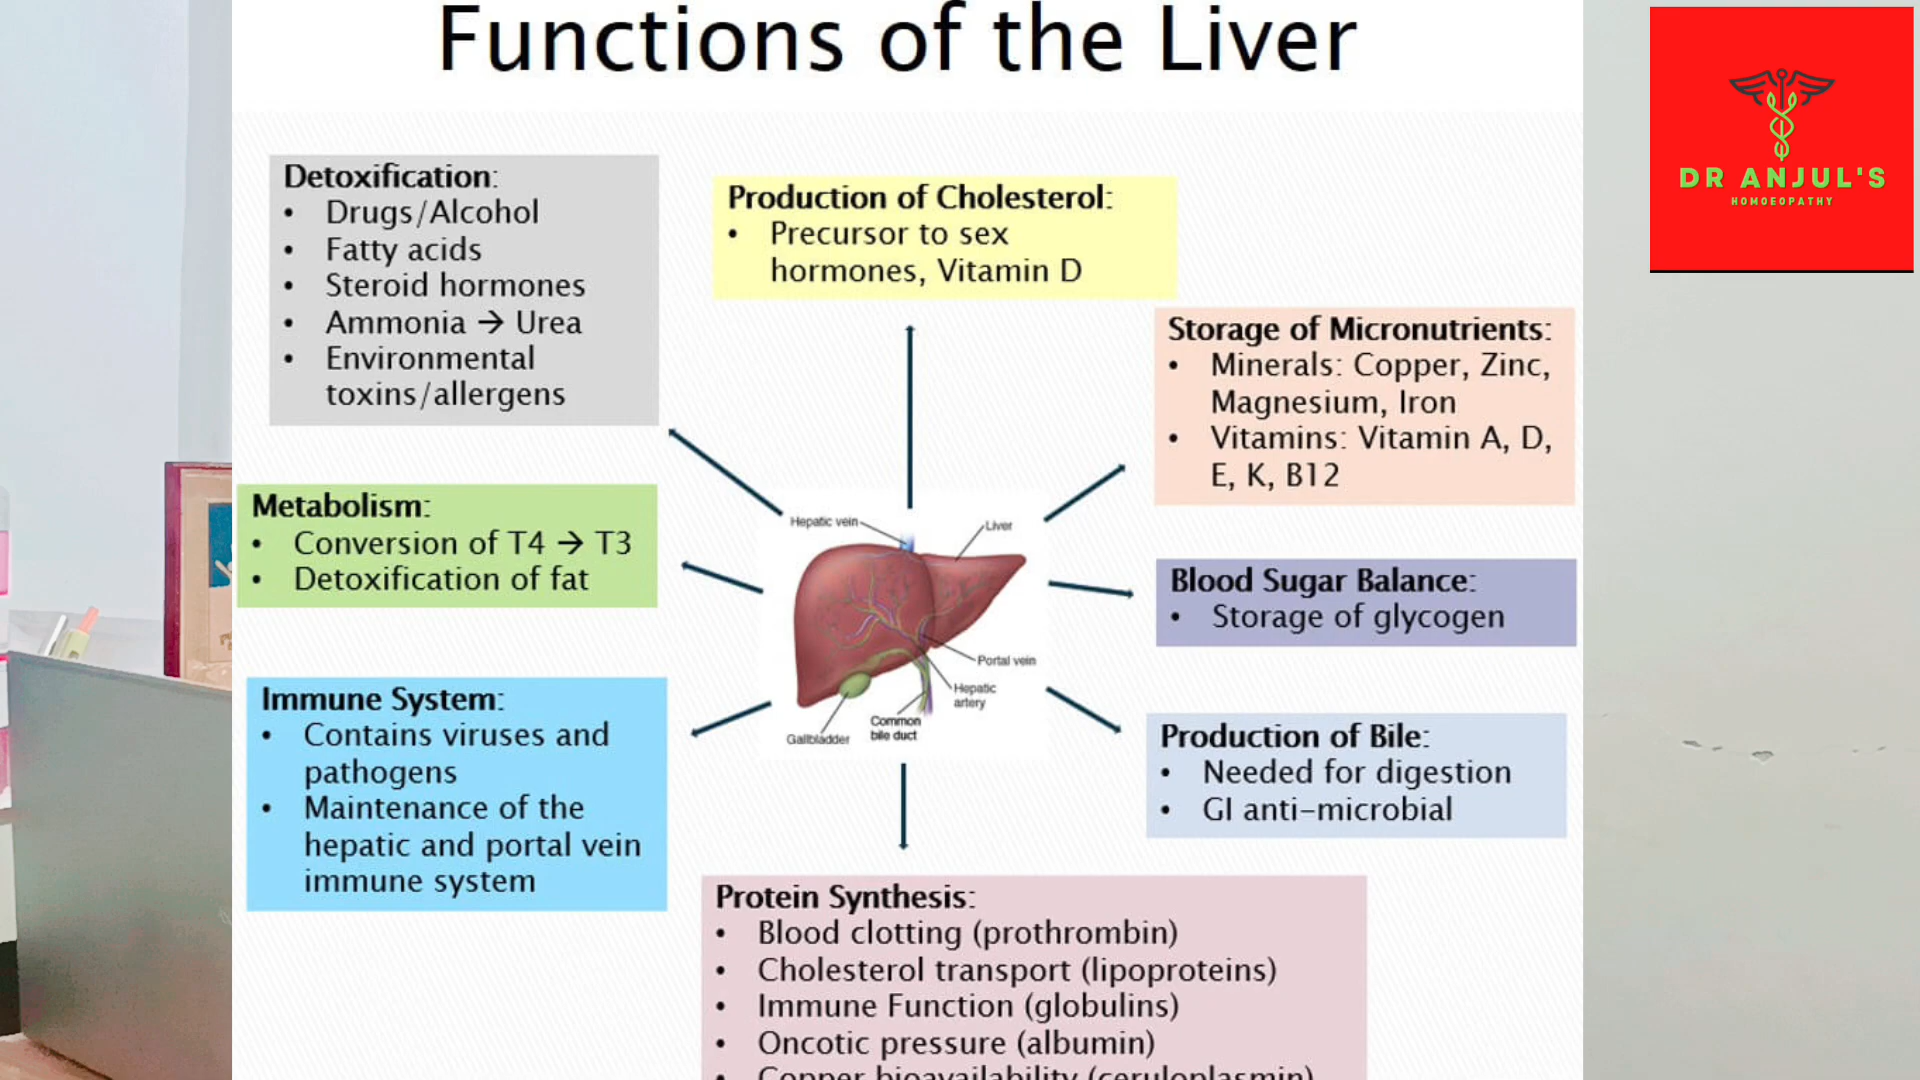 Functions of the Liver
DR ANJUL'S
HOMOEOPATHY
Detoxification:
• Drugs/Alcohol
• Fatty acids
• Steroid hormones
• Ammonia → Urea
• Environmental
toxins/allergens
Production of Cholesterol:
• Precursor to sex
hormones, Vitamin D
Storage of Micronutrients:
• Minerals: Copper, Zinc,
Magnesium, Iron
• Vitamins: Vitamin A, D,
E, K, B12
Metabolism:
• Conversion of T4 → T3
• Detoxification of fat
Hepatic vein
Liver
Portal vein
Hepatic
artery
Common
bile duct
Gallbladder
Blood Sugar Balance:
• Storage of glycogen
Immune System:
• Contains viruses and
pathogens
• Maintenance of the
hepatic and portal vein
immune system
Production of Bile:
• Needed for digestion
• GI anti-microbial
Protein Synthesis:
• Blood clotting (prothrombin)
• Cholesterol transport (lipoproteins)
• Immune Function (globulins)
• Oncotic pressure (albumin)
• Copper bioavailability (ceruloplasmin)